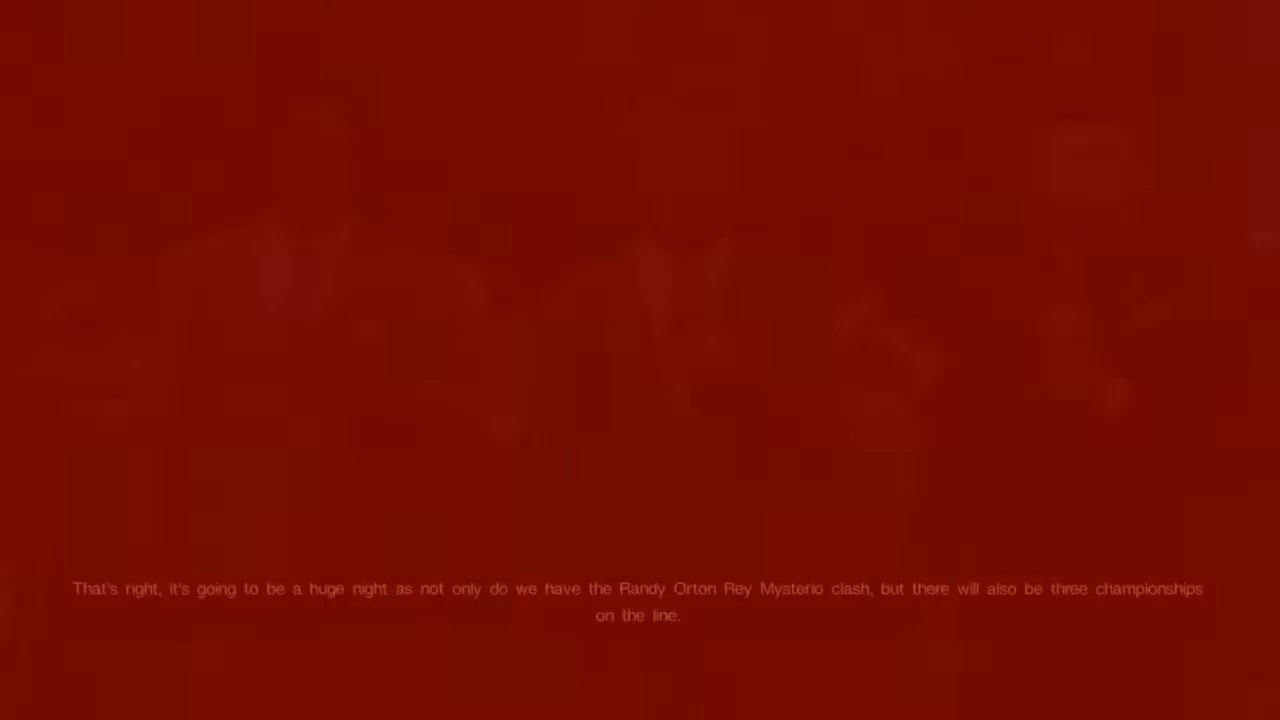 That's right, it's going to be a huge night as not only do we have the Randy Orton Rey Mysterio clash, but there will also be three championships
on the line.